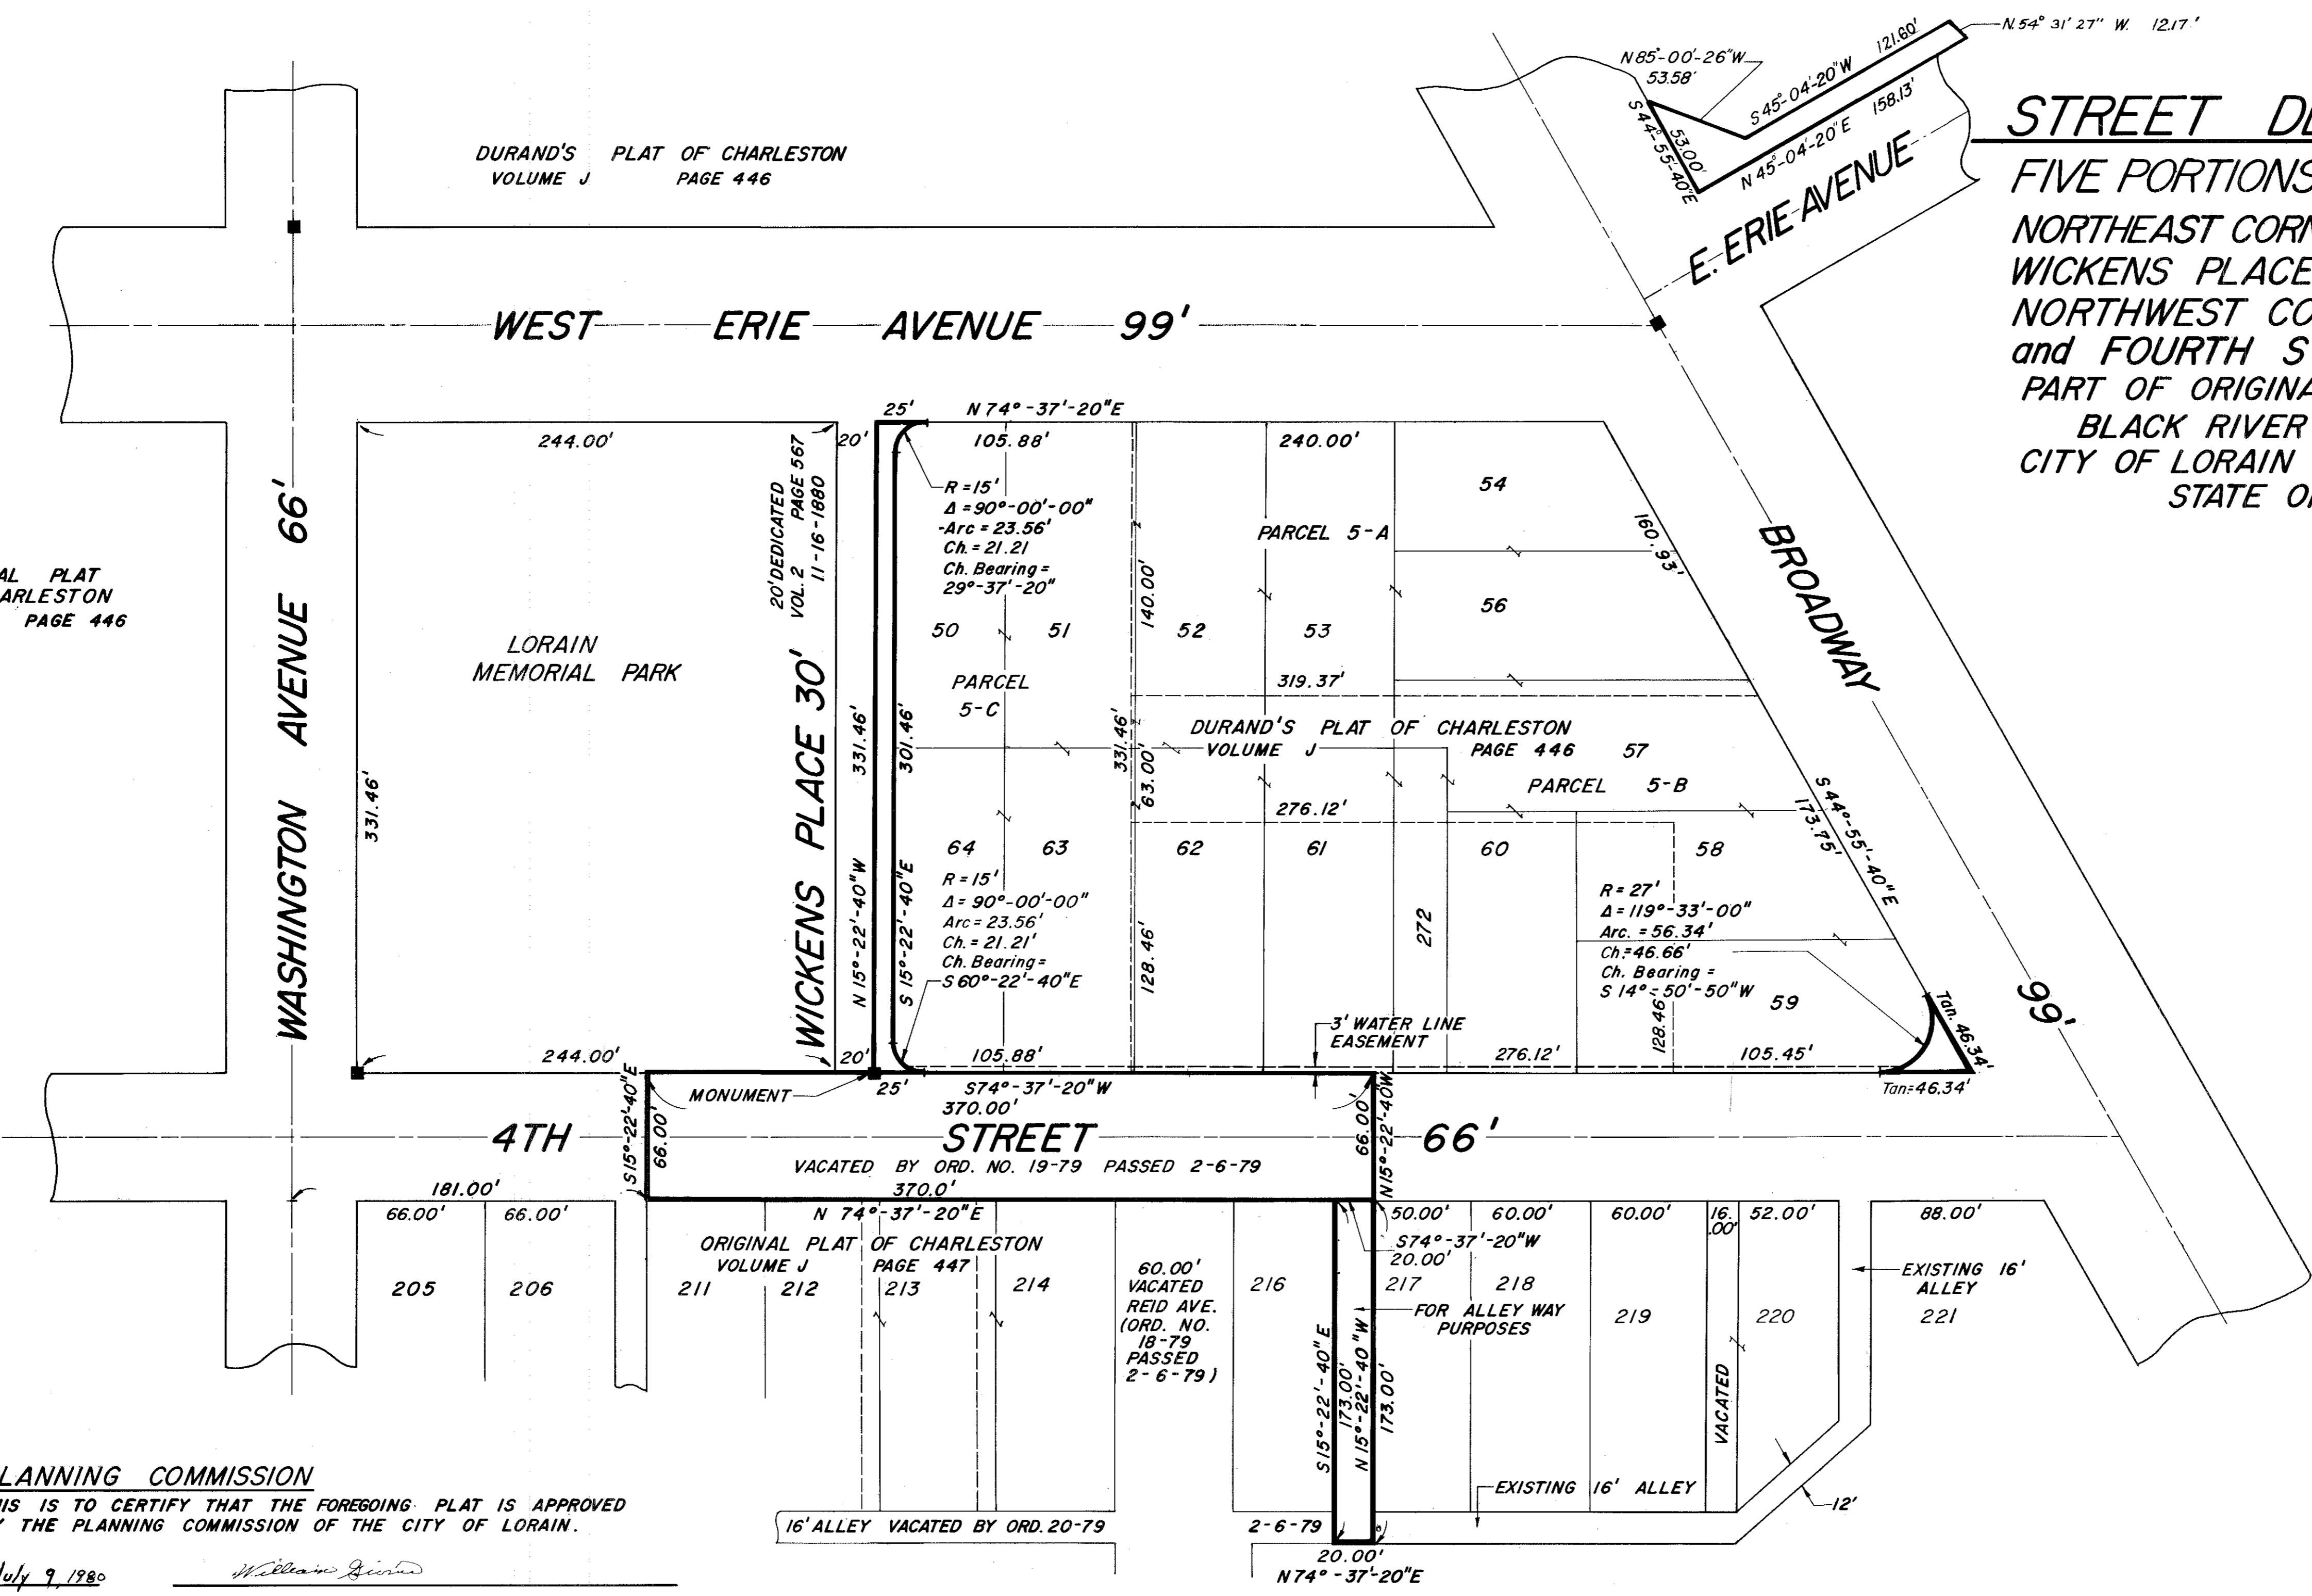 N.54° 31' 27" W. 12.17'
N85°-00'-26"W
53.58'
121.60'
S45°-04'-20"W
158.13'
N45°-04'-20"E
53.00'
S44°-55'-40"E
E. ERIE AVENUE
STREET
FIVE PORTIONS
NORTHEAST
WICKENS PLACE
NORTHWEST
and FOURTH
PART OF
BLACK RIVER
CITY OF LORAIN
STATE
DURAND'S PLAT OF CHARLESTON
VOLUME J PAGE 446
WEST ERIE AVENUE 99'
PLAT
PAGE 446
WASHINGTON AVENUE 66'
244.00'
331.46'
LORAIN
MEMORIAL PARK
244.00'
20' DEDICATED
VOL. 2 PAGE 567
11-16-1880
WICKENS PLACE 30'
20'
25'
N 74°-37'-20"E
105.88'
240.00'
R=15'
Δ=90°-00'-00"
Arc=23.56'
Ch.=21.21
Ch. Bearing=
29°-37'-20"
331.46'
N 15°-22'-40"W
301.46'
S 15°-22'-40"E
50
51
52
53
54
56
PARCEL 5-A
PARCEL
5-C
140.00'
160.93'
319.37'
331.46'
63.00'
DURAND'S PLAT OF CHARLESTON
VOLUME J PAGE 446
57
PARCEL 5-B
276.12'
64
63
62
61
60
58
R=15'
Δ=90°-00'-00"
Arc=23.56'
Ch.=21.21'
Ch. Bearing=
S60°-22'-40"E
128.46'
272
R=27'
Δ=119°-33'-00"
Arc.=56.34'
Ch.=46.66'
Ch. Bearing=
S 14°-50'-50"W
59
128.46'
S44°-55'-40"E
173.75'
BROADWAY
99'
Tan. 46.34'
Tan=46.34'
3' WATER LINE
EASEMENT
20'
105.88'
276.12'
105.45'
MONUMENT
25'
S74°-37'-20"W
370.00'
S15°-22'-40"E
66.00'
66.00'
N15°-22'-40"W
4TH STREET 66'
VACATED BY ORD. NO. 19-79 PASSED 2-6-79
370.0'
181.00'
66.00'
66.00'
N 74°-37'-20"E
ORIGINAL PLAT OF CHARLESTON
VOLUME J PAGE 447
205
206
211
212
213
214
60.00'
VACATED
REID AVE.
(ORD. NO.
18-79
PASSED
2-6-79)
216
50.00'
60.00'
60.00'
16.
00'
52.00'
88.00'
S74°-37'-20"W
20.00'
217
218
219
220
221
FOR ALLEY WAY
PURPOSES
EXISTING 16'
ALLEY
S15°-22'-40"E
173.00'
N15°-22'-40"W
173.00'
VACATED
EXISTING 16' ALLEY
12'
16' ALLEY VACATED BY ORD. 20-79 2-6-79
20.00'
N74°-37'-20"E
COMMISSION
IS TO CERTIFY THAT THE FOREGOING PLAT IS APPROVED
THE PLANNING COMMISSION OF THE CITY OF LORAIN.
9, 1980
William